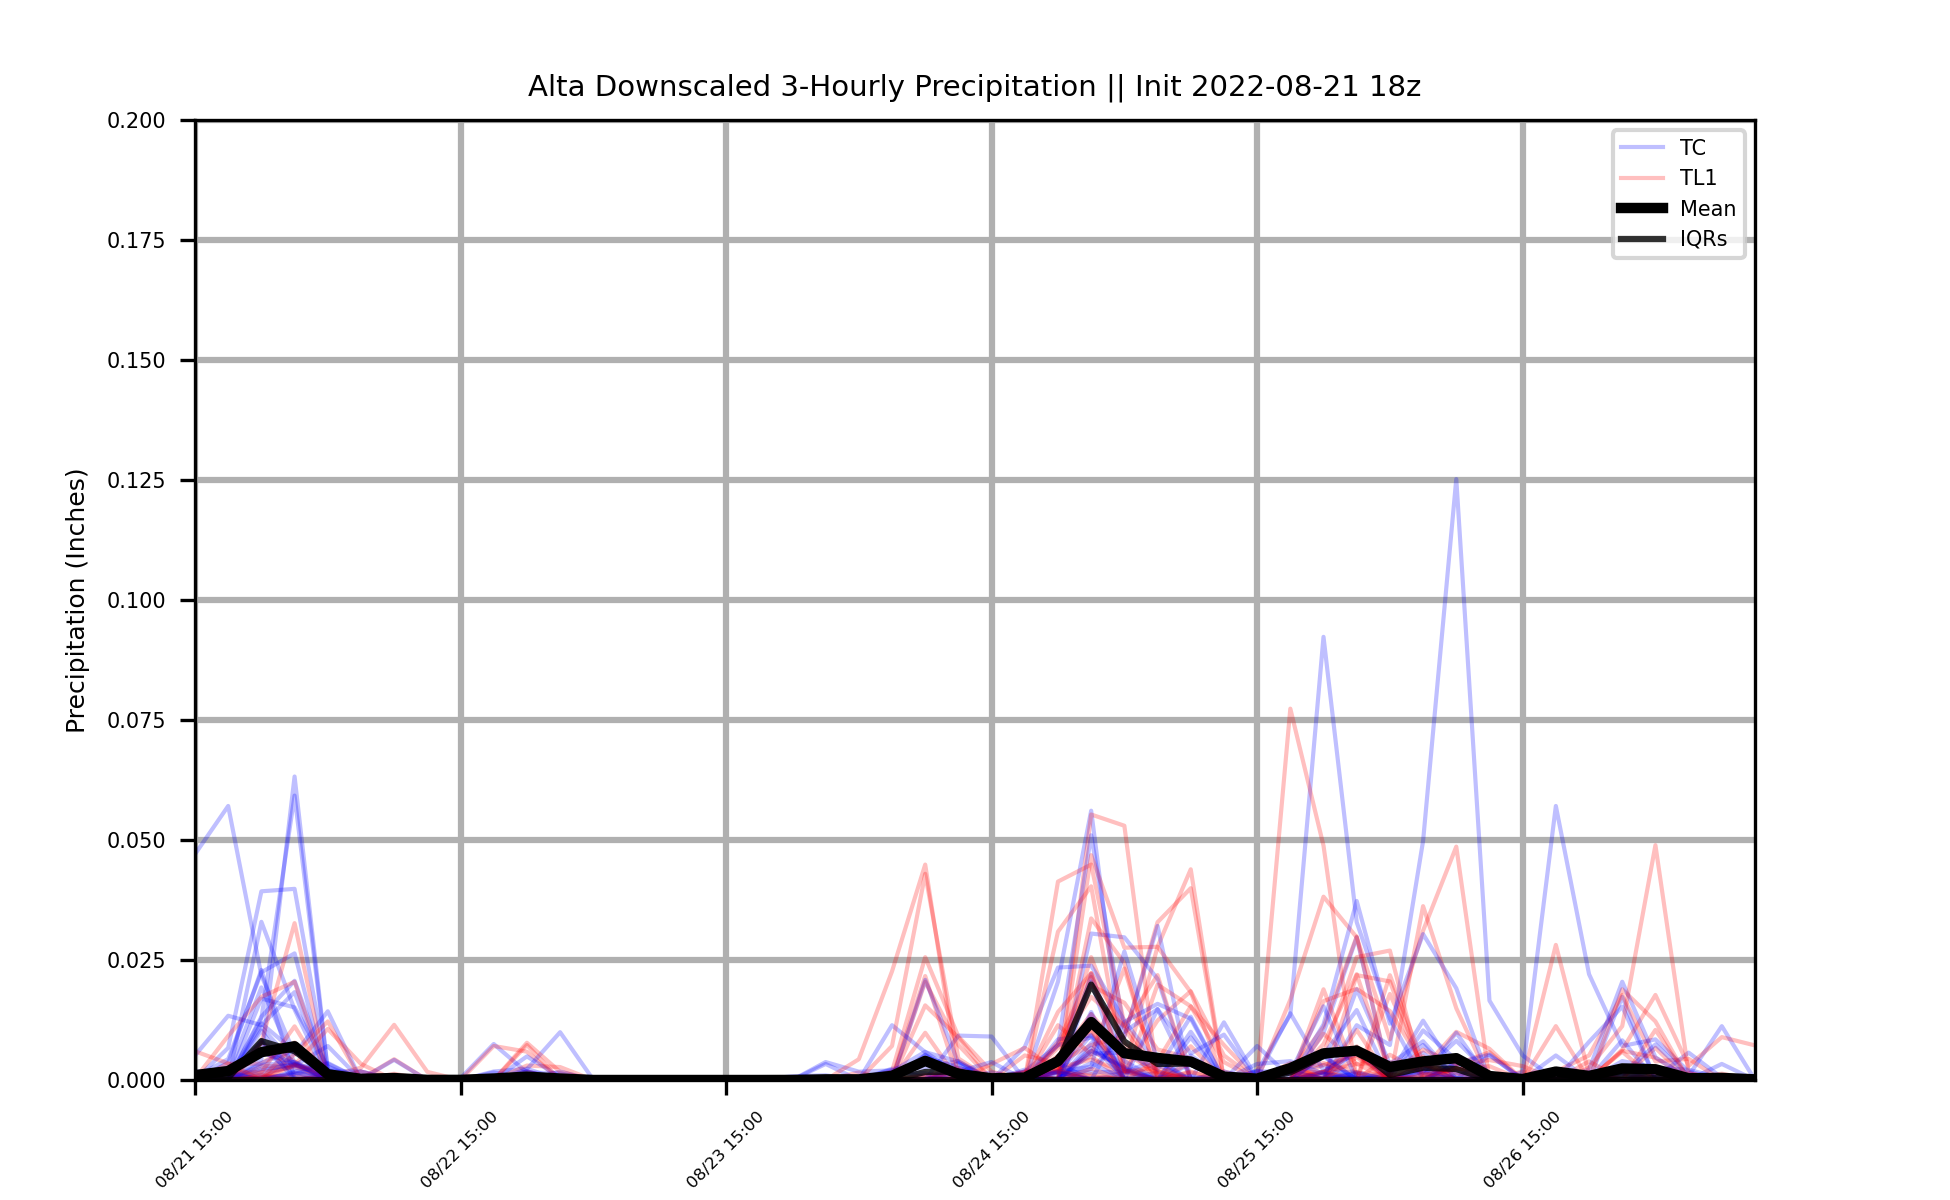 Alta Downscaled 3-Hourly Precipitation || Init 2022-08-21 18z
0.200
0.175
0.150
0.125
0.100
0.075
0.050
0.025
0.000
Precipitation (Inches)
TC
TL1
Mean
IQRs
08/21 15:00
08/22 15:00
08/23 15:00
08/24 15:00
08/25 15:00
08/26 15:00